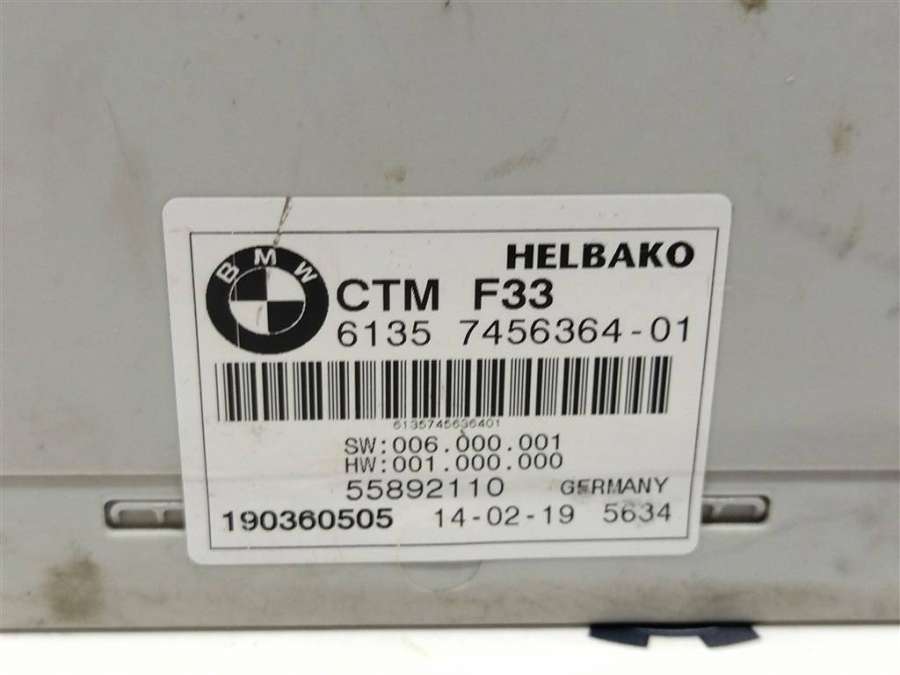 HELBAKO
BMW CTM F33
6135 7456364-01
6135745636401
SW:006.000.001
HW:001.000.000
55892110 GERMANY
190360505 14-02-19 5634